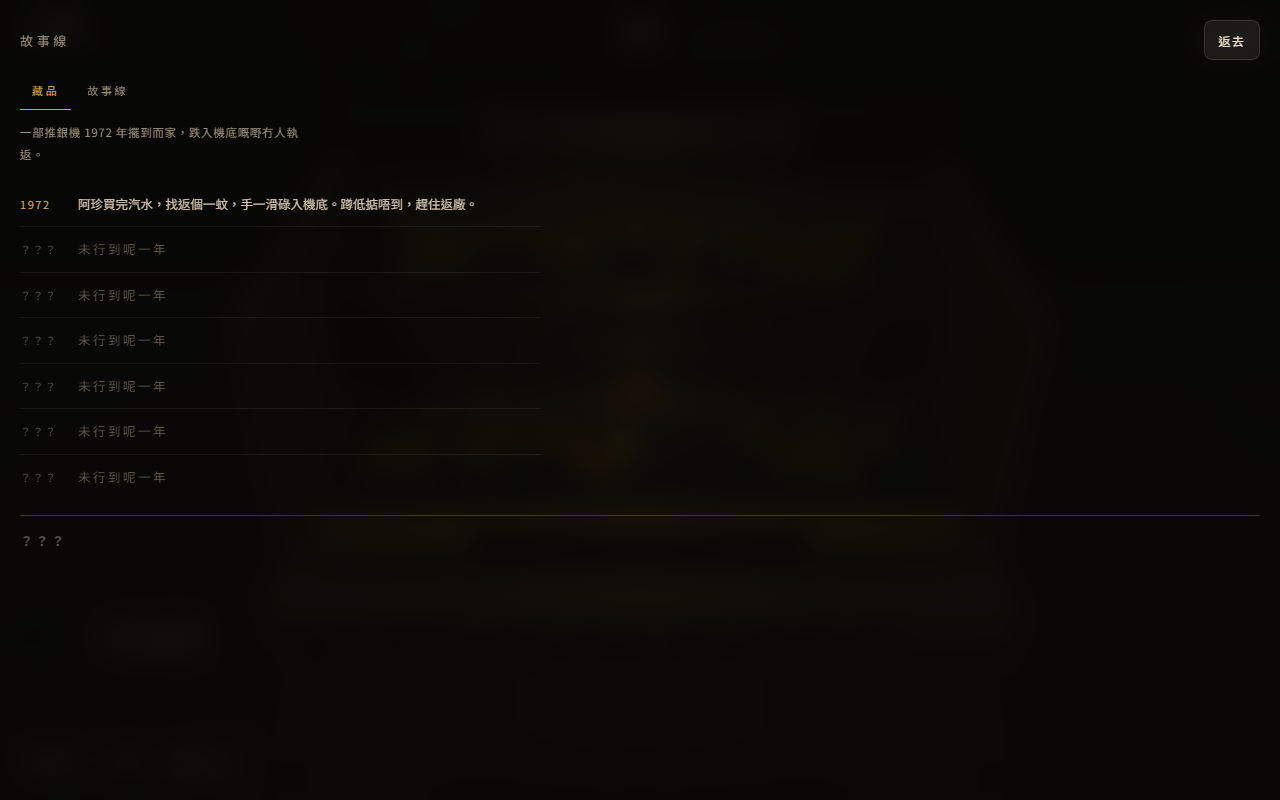 故事線
返去
藏品 故事線
一部推銀機 1972 年擺到而家，跌入機底嘅嘢冇人執
返。
1972 阿珍買完汽水，找返個一蚊，手一滑碌入機底。蹲低掂唔到，趕住返廠。
？？？ 未行到呢一年
？？？ 未行到呢一年
？？？ 未行到呢一年
？？？ 未行到呢一年
？？？ 未行到呢一年
？？？ 未行到呢一年
？？？